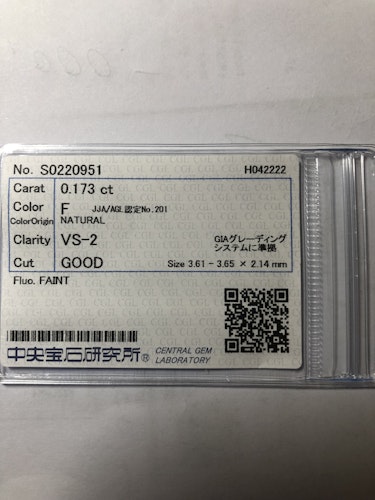 No. S0220951 H042222
Carat 0.173 ct
Color F JJA/AGL認定No.201
ColorOrigin NATURAL
Clarity VS-2 GIAグレーディング
システムに準拠
Cut GOOD Size 3.61 - 3.65 × 2.14 mm
Fluo. FAINT
中央宝石研究所® CENTRAL GEM
LABORATORY